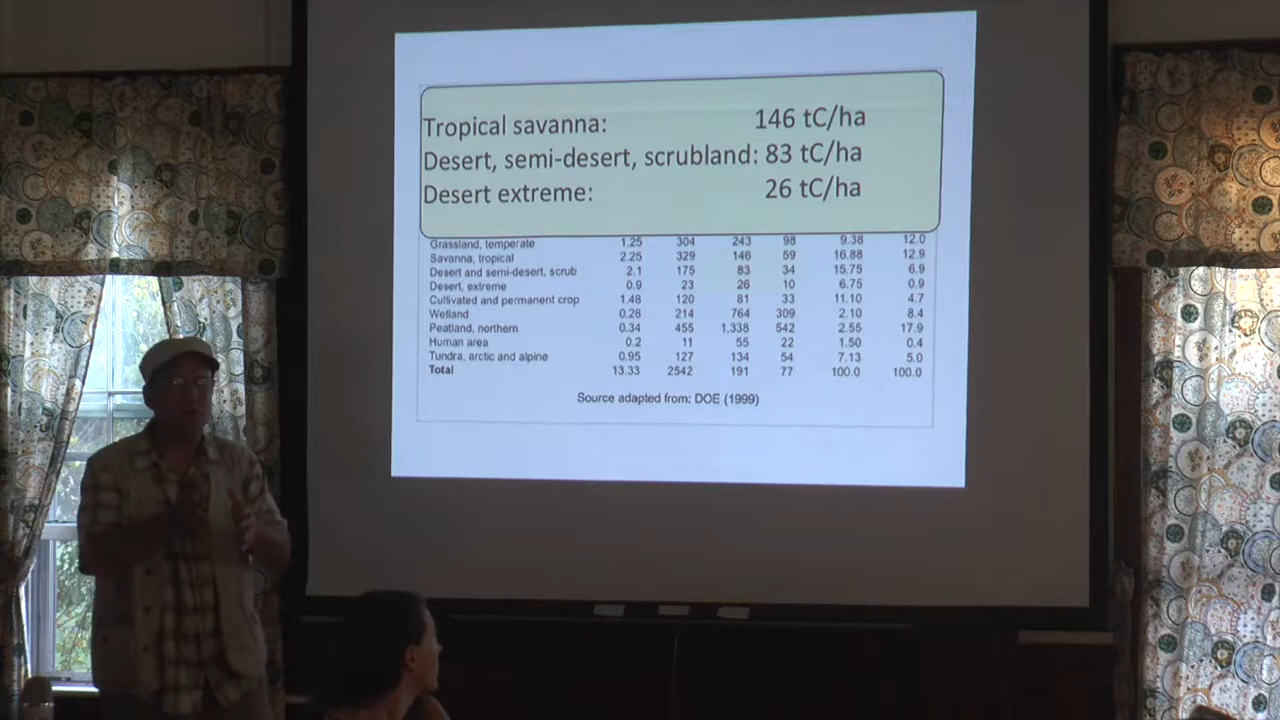 Tropical savanna: 146 tC/ha
Desert, semi-desert, scrubland: 83 tC/ha
Desert extreme: 26 tC/ha
Grassland, temperate 1.25 304 243 98 9.38 12.0
Savanna, tropical 2.25 329 146 59 16.88 12.9
Desert and semi-desert, scrub 2.1 175 83 34 15.75 6.9
Desert, extreme 0.9 23 26 10 6.75 0.9
Cultivated and permanent crop 1.48 120 81 33 11.10 4.7
Wetland 0.28 214 764 309 2.10 8.4
Peatland, northern 0.34 455 1,338 542 2.55 17.9
Human area 0.2 11 55 22 1.50 0.4
Tundra, arctic and alpine 0.95 127 134 54 7.13 5.0
Total 13.33 2542 191 77 100.0 100.0
Source adapted from: DOE (1999)